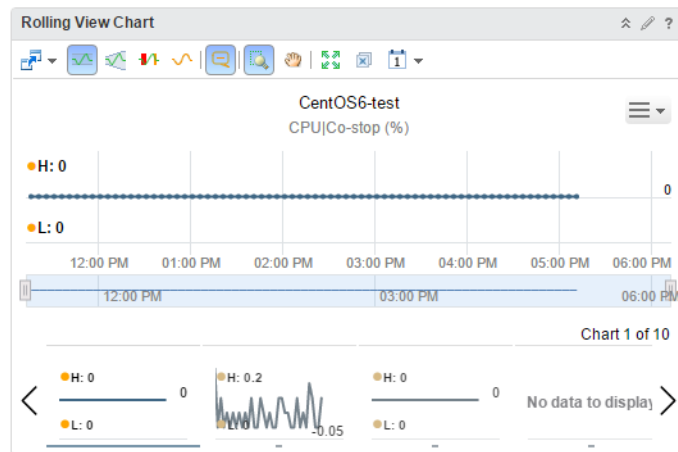 Rolling View Chart ?
1
CentOS6-test
CPU|Co-stop (%)
H: 0
0
L: 0
12:00 PM 01:00 PM 02:00 PM 03:00 PM 04:00 PM 05:00 PM 06:00 PM
12:00 PM 03:00 PM 06:00 PM
Chart 1 of 10
H: 0 H: 0.2 H: 0
0 0 No data to display
L: 0 L: 0 -0.05 L: 0